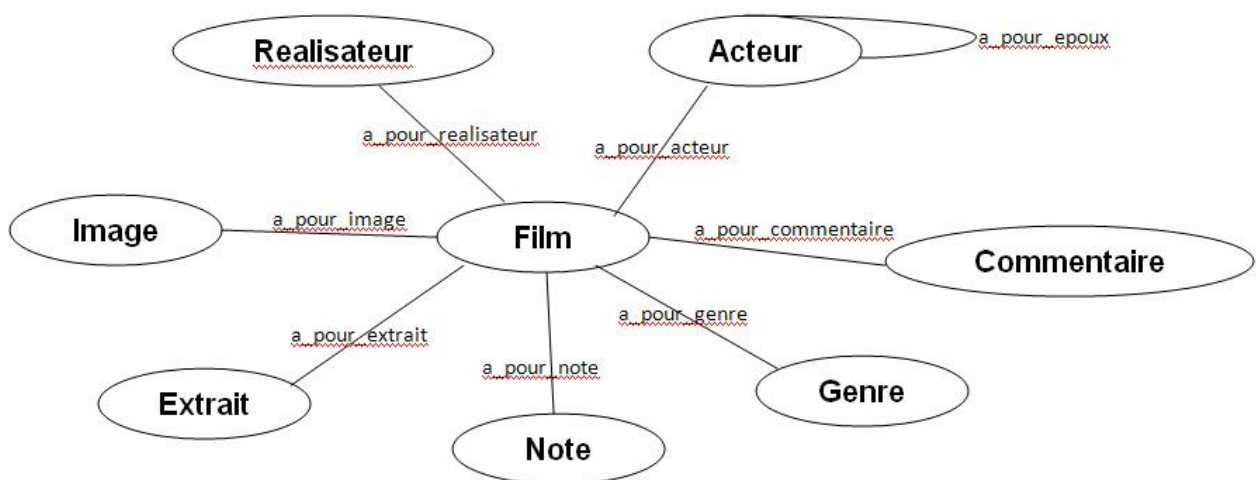 Realisateur
Acteur
a_pour_epoux
a_pour_realisateur
a_pour_acteur
Image
a_pour_image
Film
a_pour_commentaire
Commentaire
a_pour_extrait
a_pour_genre
a_pour_note
Extrait
Genre
Note